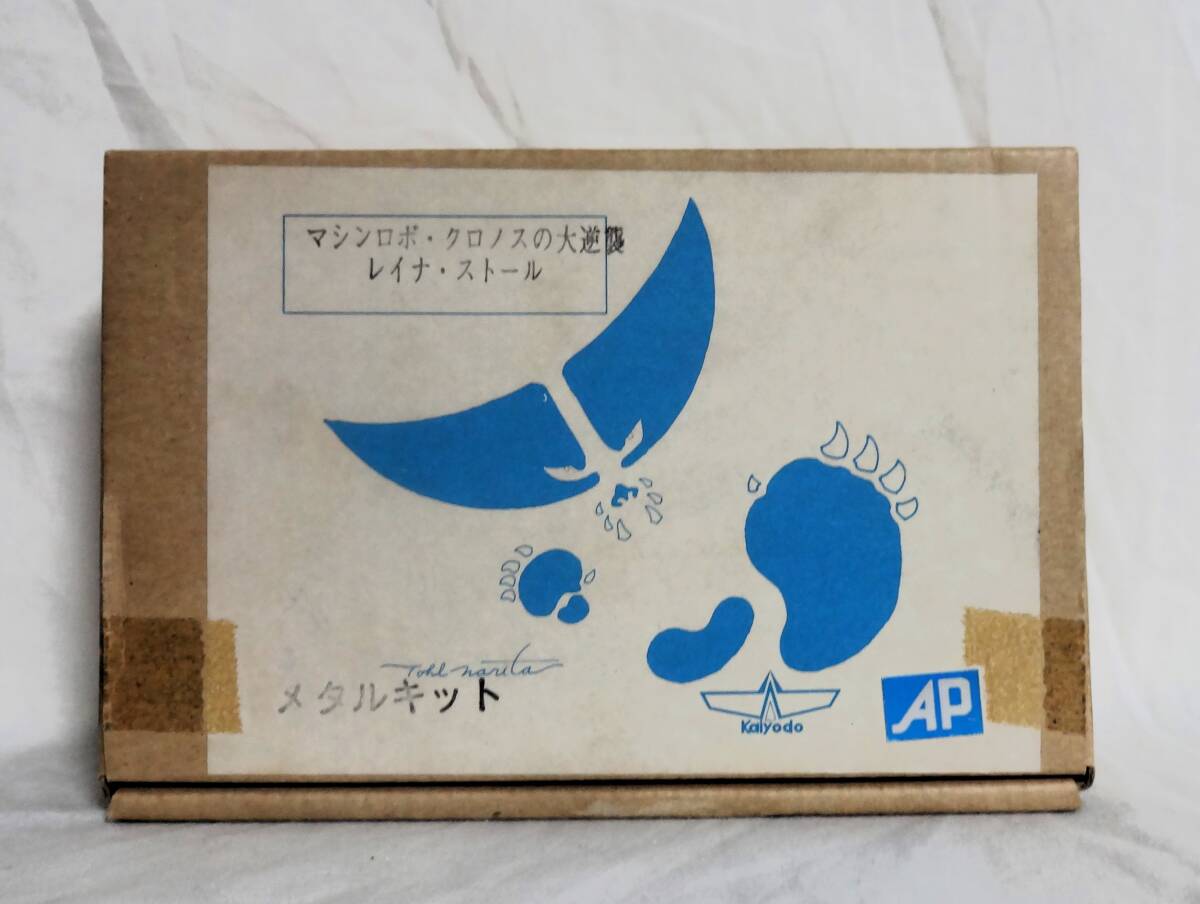 マシンロボ・クロノスの大逆襲
レイナ・ストール
Tohl Narita
メタルキット
Kaiyodo
AP